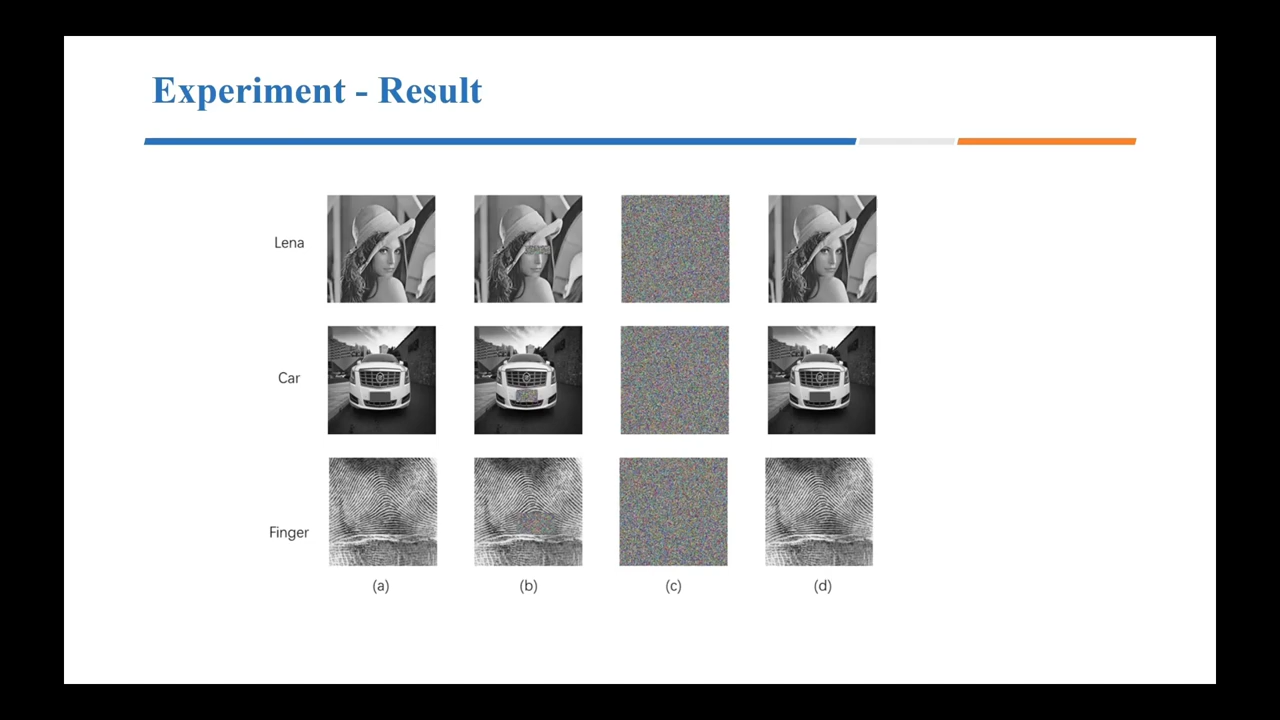 Experiment - Result
Lena
Car
Finger
(a) (b) (c) (d)